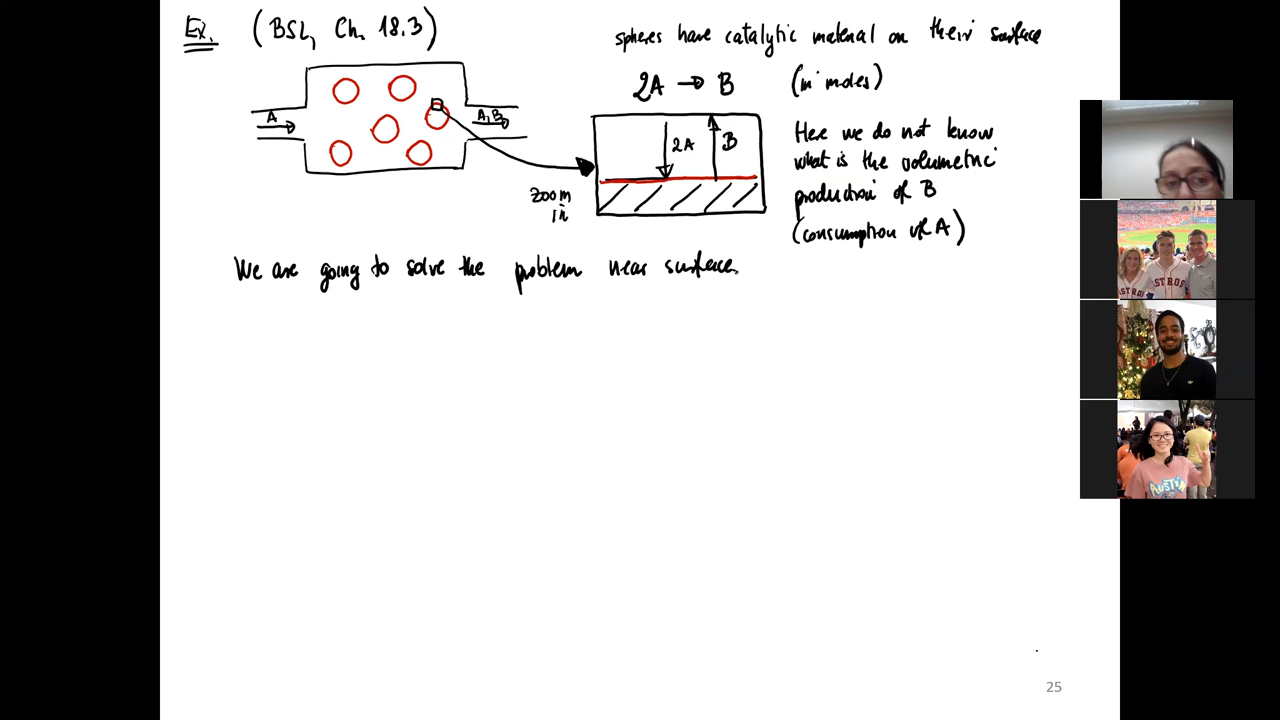 Ex. (BSL, Ch. 18.3)
spheres have catalytic material on their surface
2A → B (in moles)
A
A, B
2A
B
zoom
in
Here we do not know
what is the volumetric
production of B
(consumption of A)
We are going to solve the problem near surface.
ASTROS
AUSTIN
25